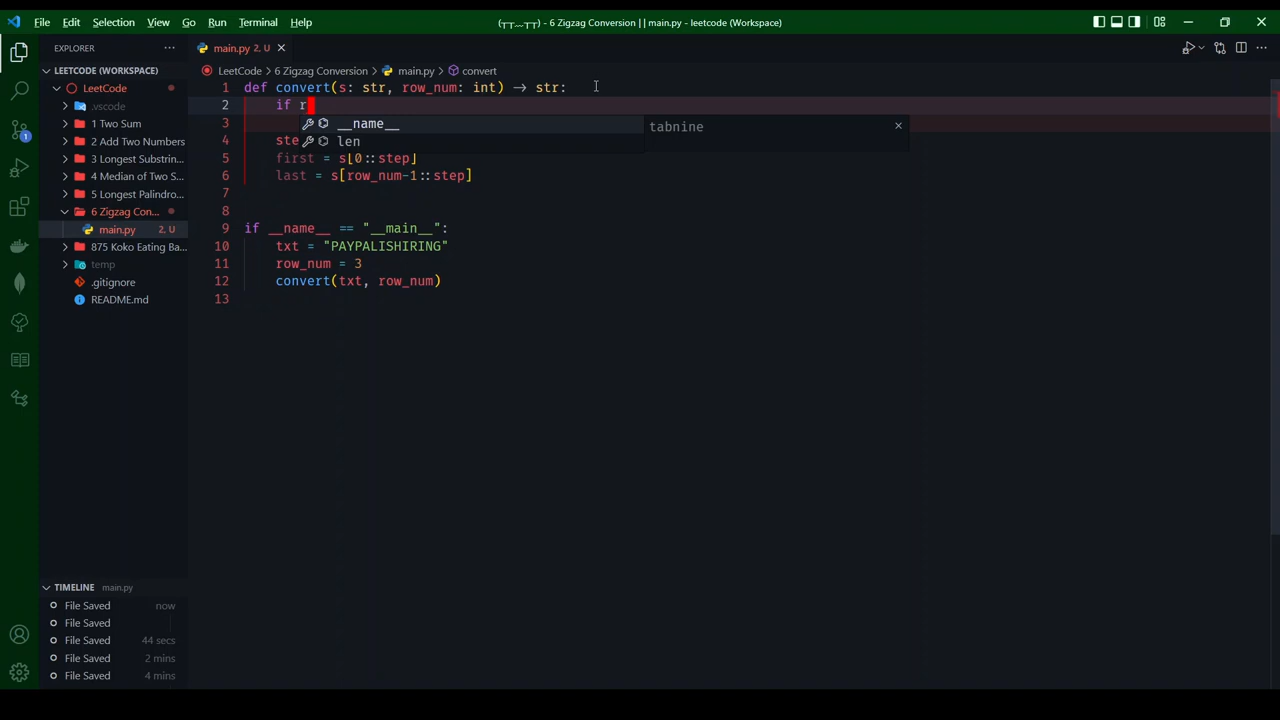 File Edit Selection View Go Run Terminal Help
(┬┬﹏┬┬) - 6 Zigzag Conversion | | main.py - leetcode (Workspace)
EXPLORER
main.py 2, U
LEETCODE (WORKSPACE)
LeetCode
.vscode
1 Two Sum
2 Add Two Numbers
3 Longest Substrin...
4 Median of Two S...
5 Longest Palindro...
6 Zigzag Con...
main.py 2, U
875 Koko Eating Ba...
temp
.gitignore
README.md
LeetCode > 6 Zigzag Conversion > main.py > convert
1 def convert(s: str, row_num: int) -> str:
2 if r
3
__name__
tabnine
4 ste
len
5 first = s[0::step]
6 last = s[row_num-1::step]
7
8
9 if __name__ == "__main__":
10 txt = "PAYPALISHIRING"
11 row_num = 3
12 convert(txt, row_num)
13
TIMELINE main.py
File Saved now
File Saved
File Saved 44 secs
File Saved 2 mins
File Saved 4 mins
1